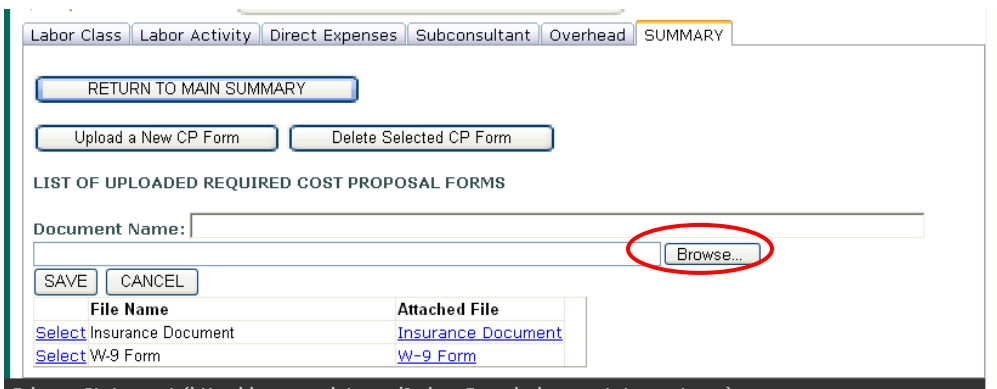 Labor Class Labor Activity Direct Expenses Subconsultant Overhead SUMMARY
RETURN TO MAIN SUMMARY
Upload a New CP Form Delete Selected CP Form
LIST OF UPLOADED REQUIRED COST PROPOSAL FORMS
Document Name:
Browse...
SAVE CANCEL
File Name Attached File
Select Insurance Document Insurance Document
Select W-9 Form W-9 Form